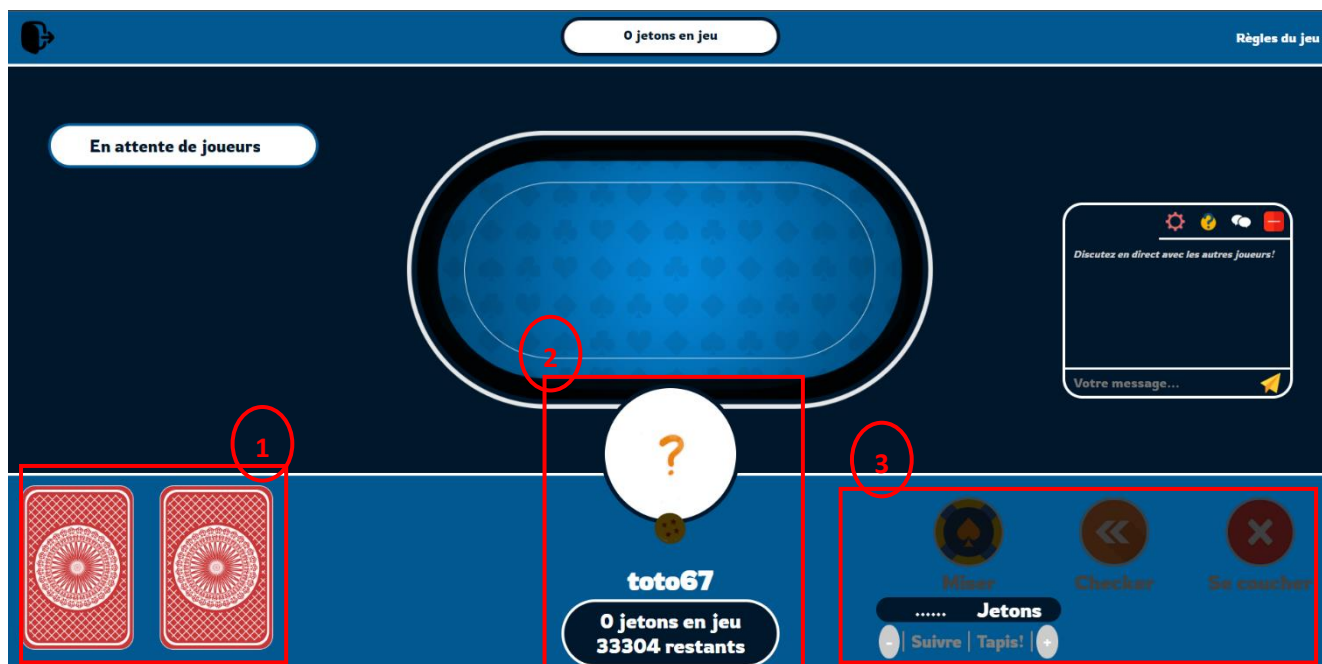 0 jetons en jeu
Règles du jeu
En attente de joueurs
Discutez en direct avec les autres joueurs!
Votre message...
1
2
?
toto67
0 jetons en jeu
33304 restants
3
Miser
Checker
Se coucher
...... Jetons
- | Suivre | Tapis! | +